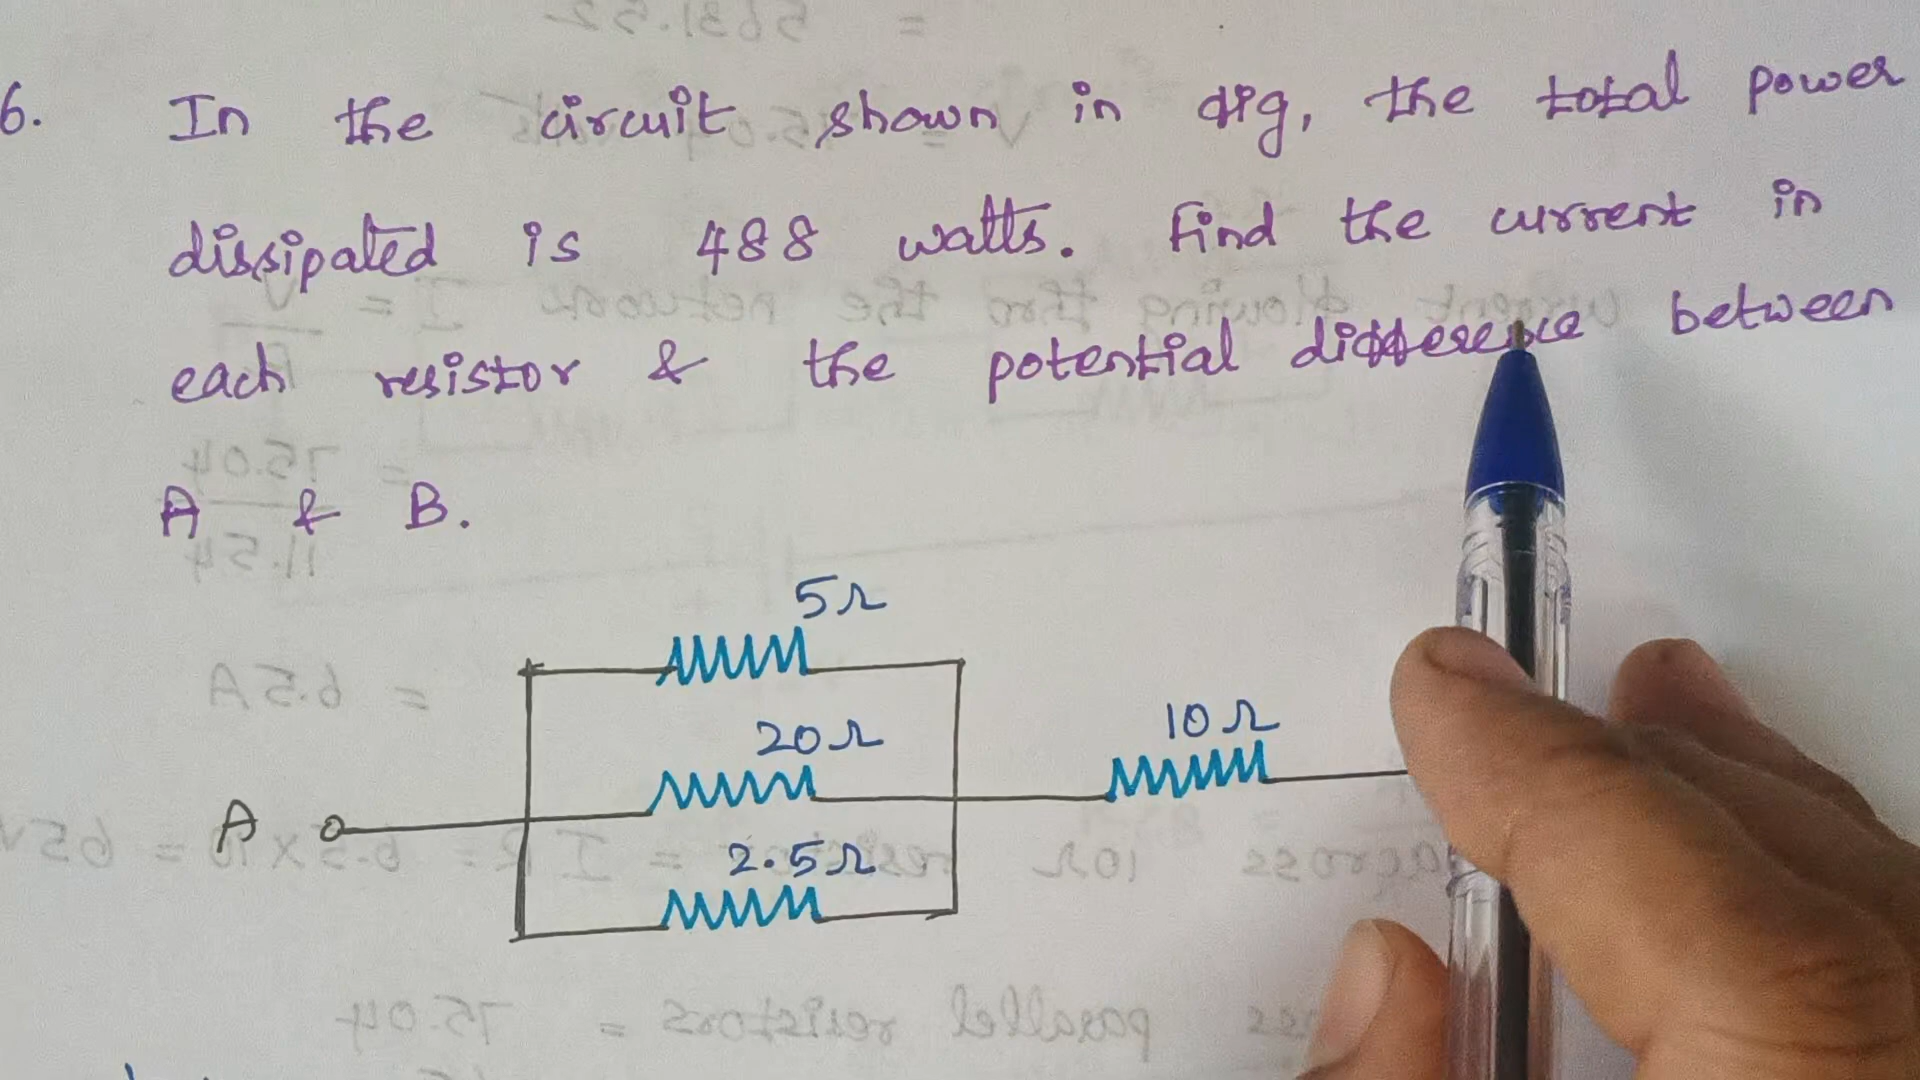 6. In the circuit shown in fig, the total power
dissipated is 488 watts. Find the current in
each resistor & the potential difference between
A & B.
5Ω
20Ω
10Ω
A
2.5Ω